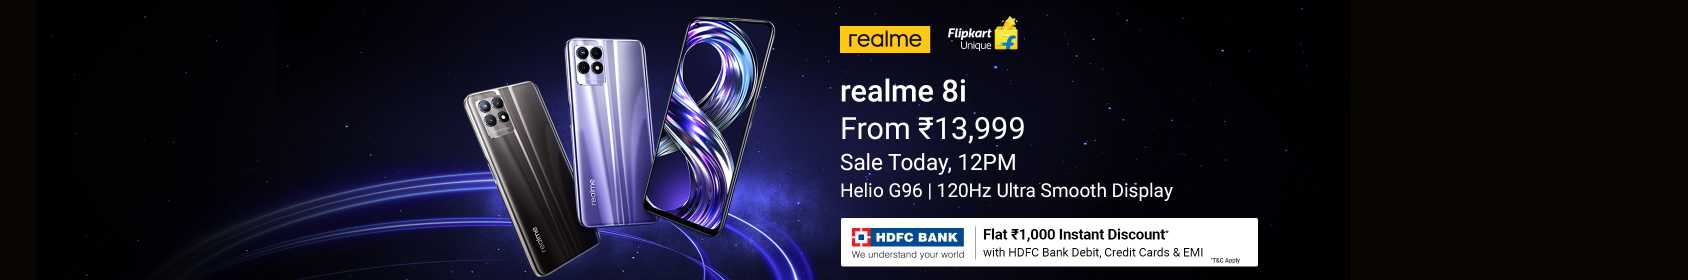 realme
Flipkart
Unique
realme 8i
From ₹13,999
Sale Today, 12PM
Helio G96 | 120Hz Ultra Smooth Display
HDFC BANK
We understand your world
Flat ₹1,000 Instant Discount*
with HDFC Bank Debit, Credit Cards & EMI
*T&C Apply
realme
realme